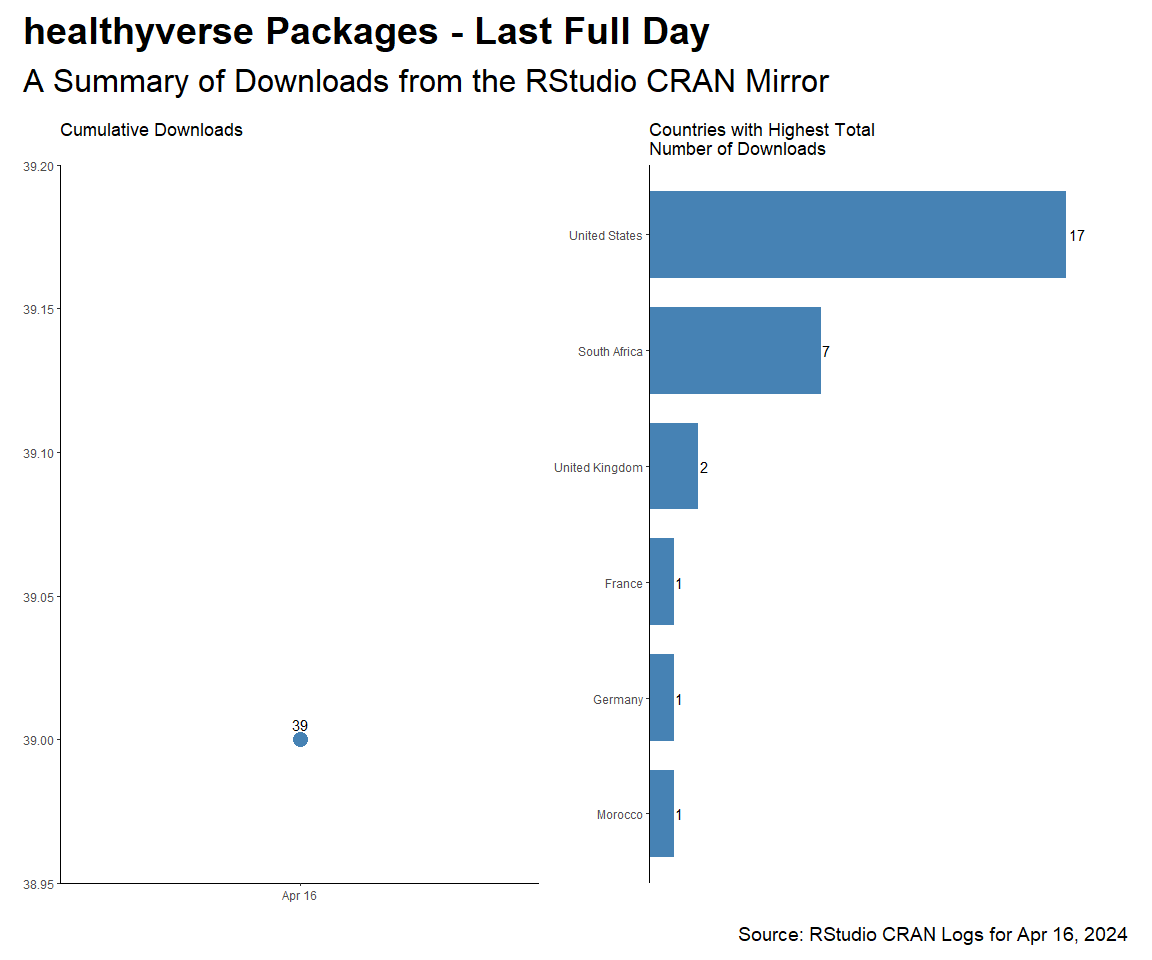 healthyverse Packages - Last Full Day
A Summary of Downloads from the RStudio CRAN Mirror
Cumulative Downloads
39.20
39.15
39.10
39.05
39.00
38.95
39
Apr 16
Countries with Highest Total
Number of Downloads
United States 17
South Africa 7
United Kingdom 2
France 1
Germany 1
Morocco 1
Source: RStudio CRAN Logs for Apr 16, 2024